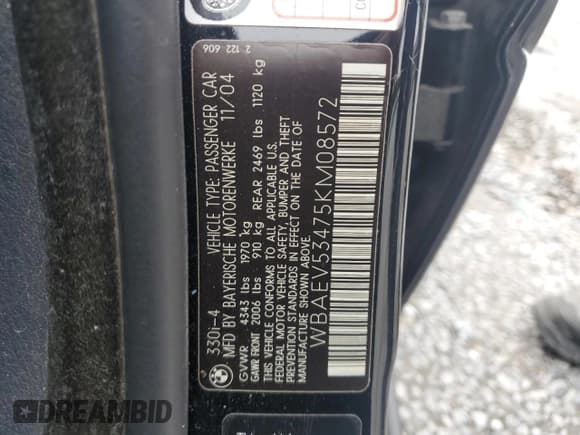 2 122 606
330i-4 VEHICLE TYPE: PASSENGER CAR
MFD BY BAYERISCHE MOTORENWERKE 11/04
GVWR 4343 lbs 1970 kg
GAWR FRONT 2006 lbs 910 kg REAR 2469 lbs 1120 kg
THIS VEHICLE CONFORMS TO ALL APPLICABLE U.S.
FEDERAL MOTOR VEHICLE SAFETY, BUMPER AND THEFT
PREVENTION STANDARDS IN EFFECT ON THE DATE OF
MANUFACTURE SHOWN ABOVE.
WBAEV53475KM08572
DREAMBID